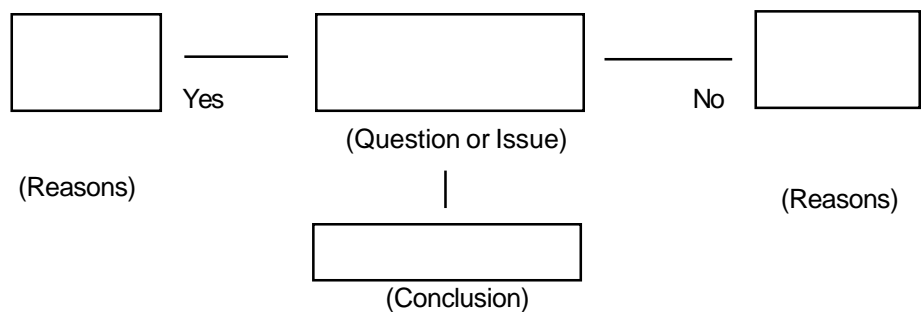 Yes
No
(Question or Issue)
(Reasons)
(Reasons)
(Conclusion)